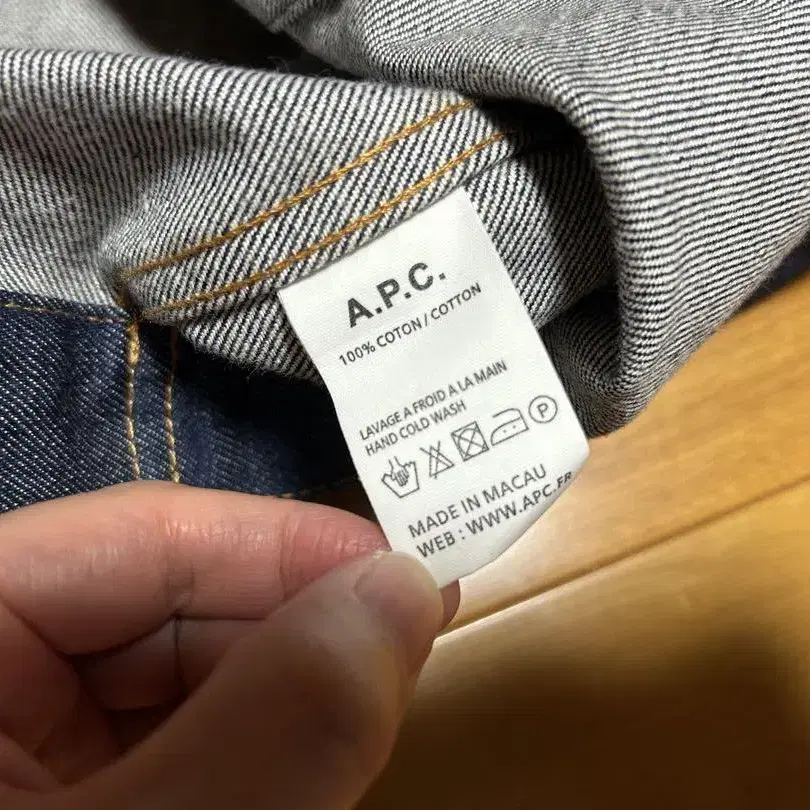 A.P.C.
100% COTON / COTTON
LAVAGE A FROID A LA MAIN
HAND COLD WASH
P
MADE IN MACAU
WEB : WWW.APC.FR